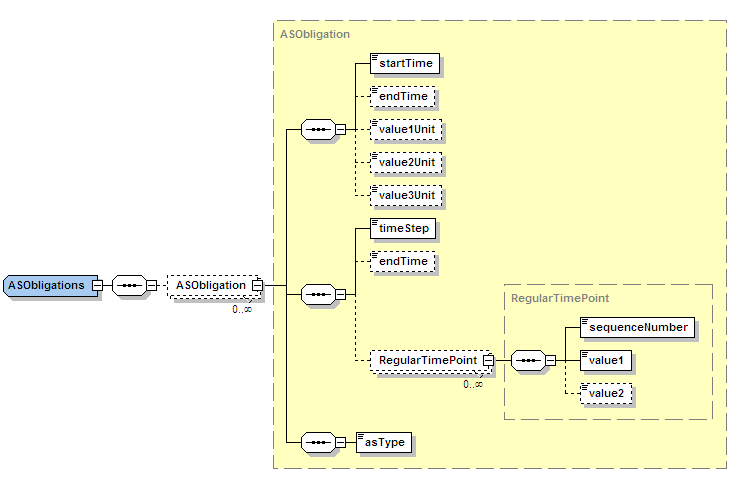 ASObligation
startTime
endTime
value1Unit
value2Unit
value3Unit
timeStep
endTime
ASObligations
ASObligation
0..∞
RegularTimePoint
sequenceNumber
RegularTimePoint
value1
0..∞
value2
asType